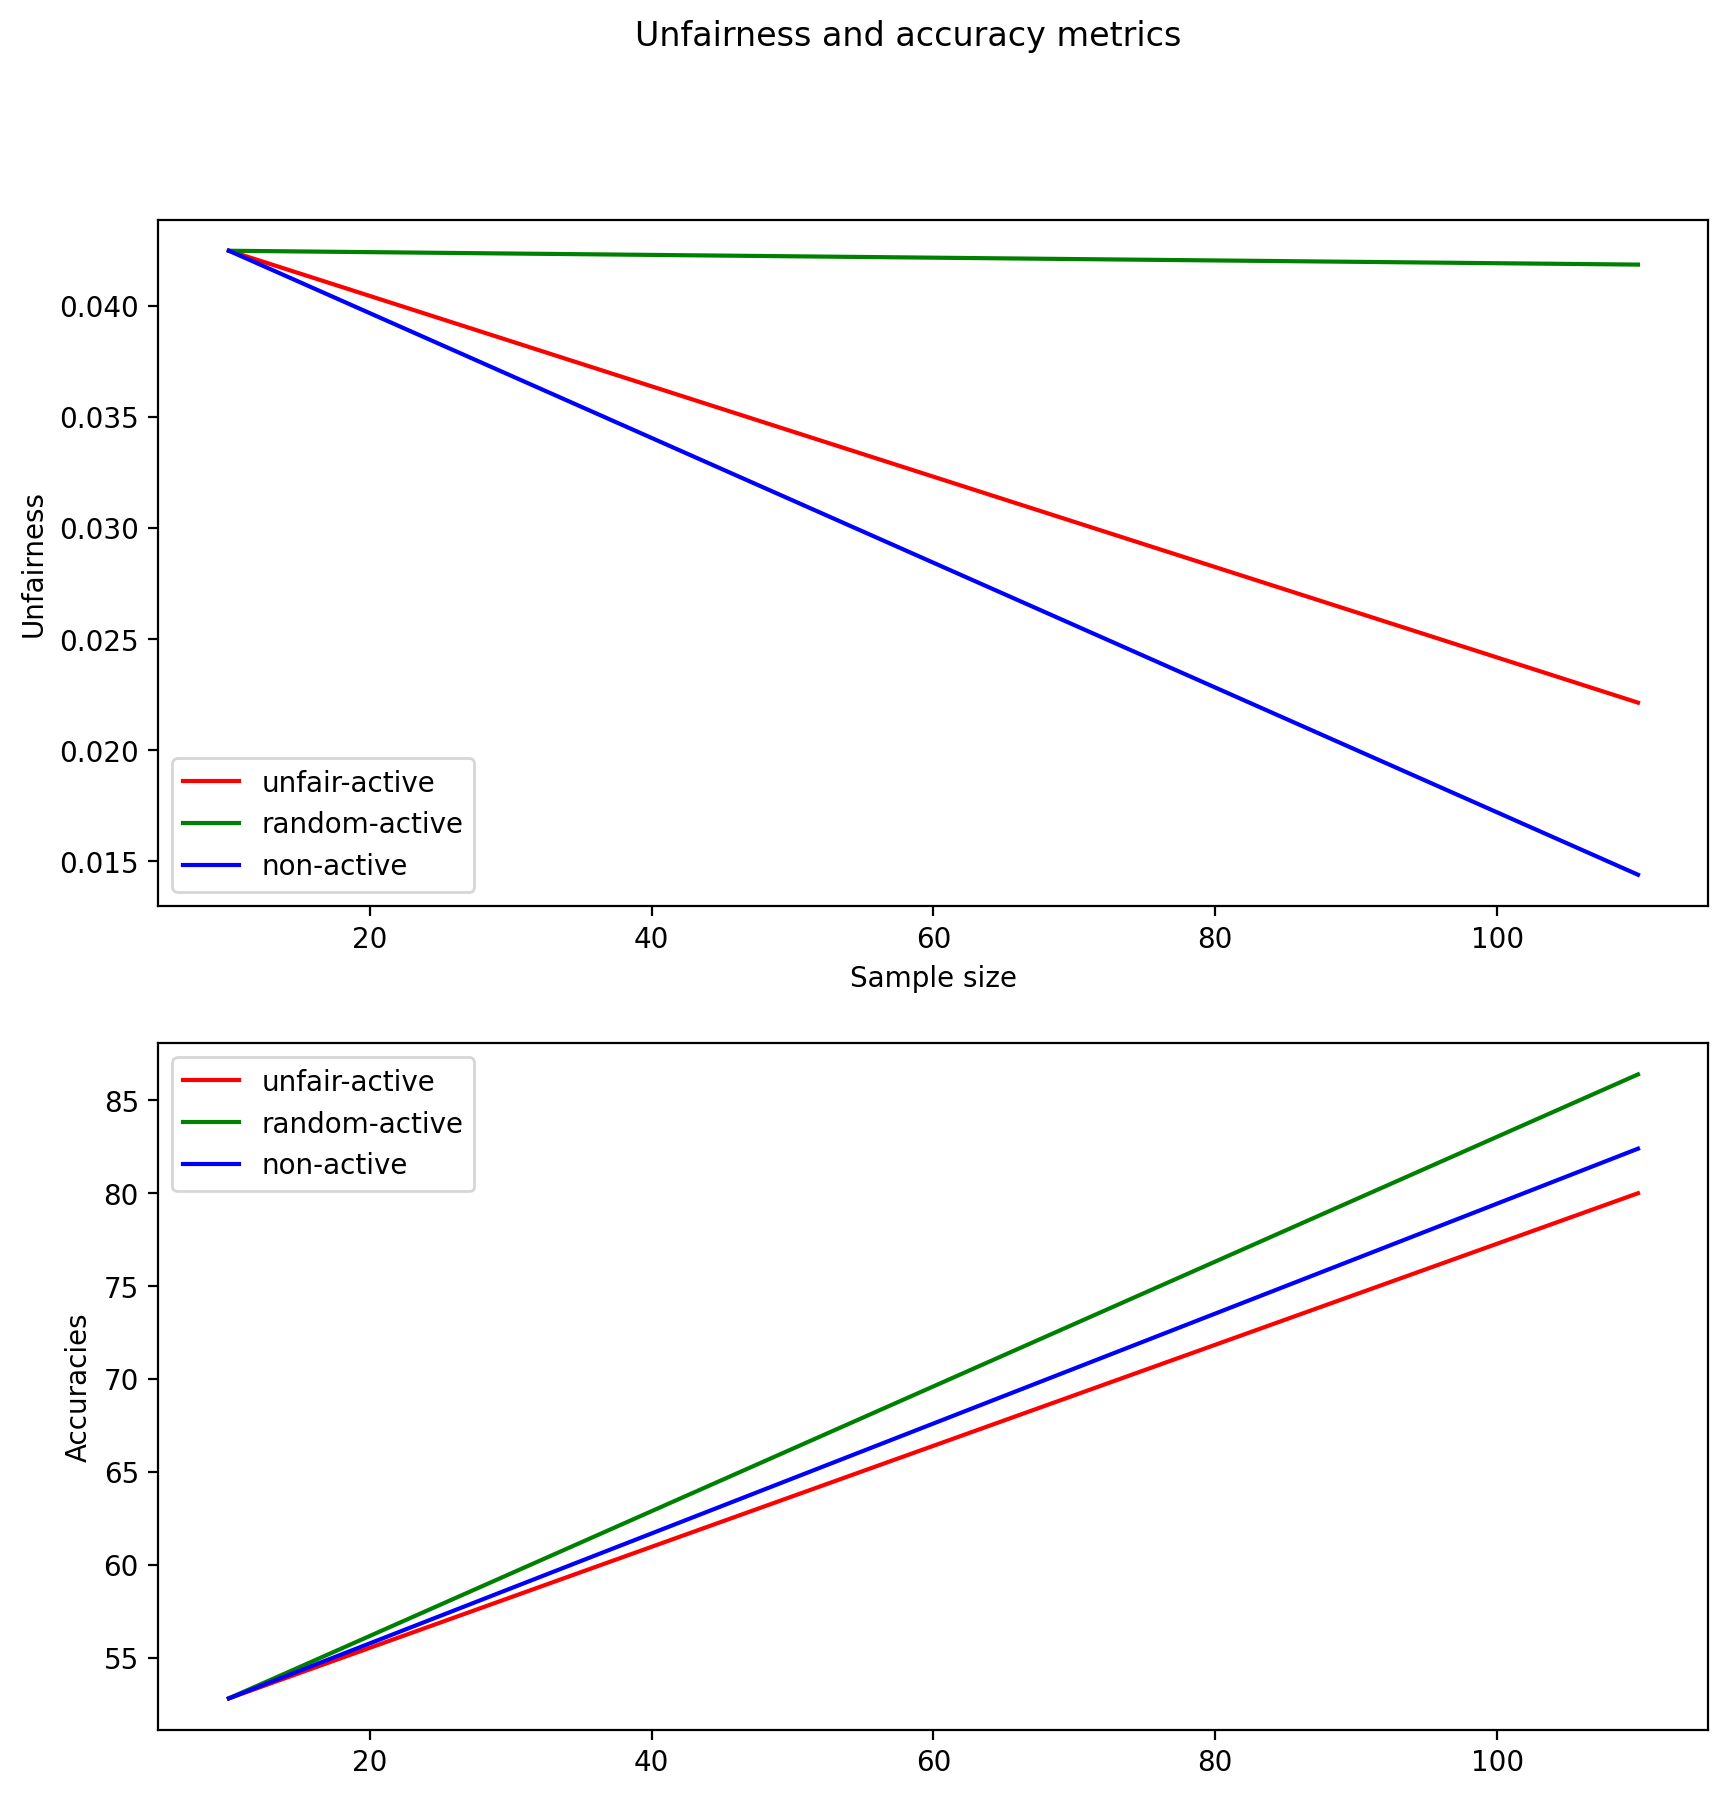 Unfairness and accuracy metrics
0.040
0.035
0.030
0.025
0.020
0.015
Unfairness
unfair-active
random-active
non-active
20 40 60 80 100
Sample size
85
80
75
70
65
60
55
Accuracies
unfair-active
random-active
non-active
20 40 60 80 100